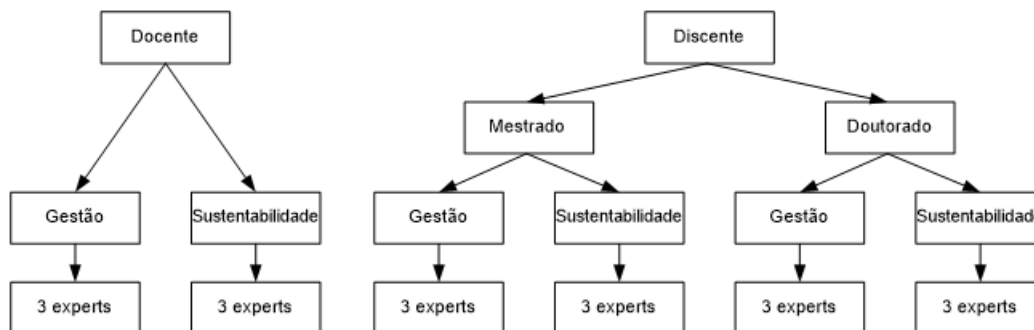 Docente
Discente
Mestrado
Doutorado
Gestão
Sustentabilidade
Gestão
Sustentabilidade
Gestão
Sustentabilidade
3 experts
3 experts
3 experts
3 experts
3 experts
3 experts